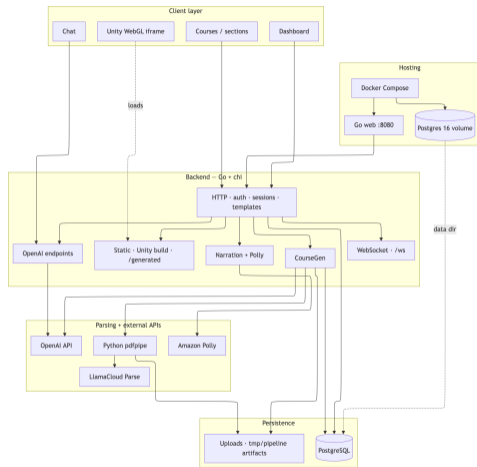 Client layer
Chat
Unity WebGL iframe
Courses / sections
Dashboard
Hosting
Docker Compose
Go web :8080
Postgres 16 volume
loads
Backend — Go + chi
HTTP · auth · sessions ·
templates
OpenAI endpoints
Static · Unity build ·
/generated
Narration + Polly
CourseGen
WebSocket · /ws
data dir
Parsing + external APIs
OpenAI API
Python pdfpipe
Amazon Polly
LlamaCloud Parse
Persistence
Uploads · tmp/pipeline
artifacts
PostgreSQL